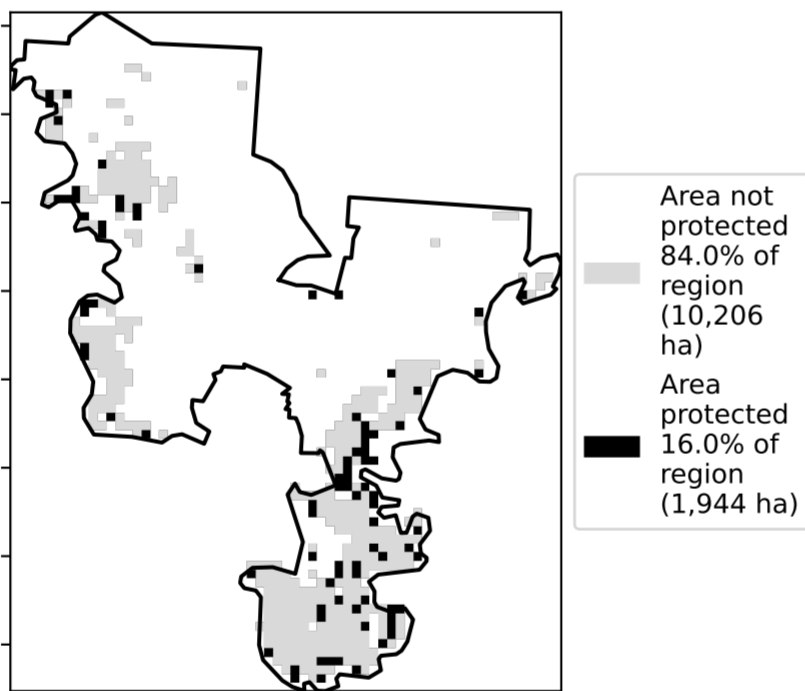 Area not
protected
84.0% of
region
(10,206
ha)
Area
protected
16.0% of
region
(1,944 ha)